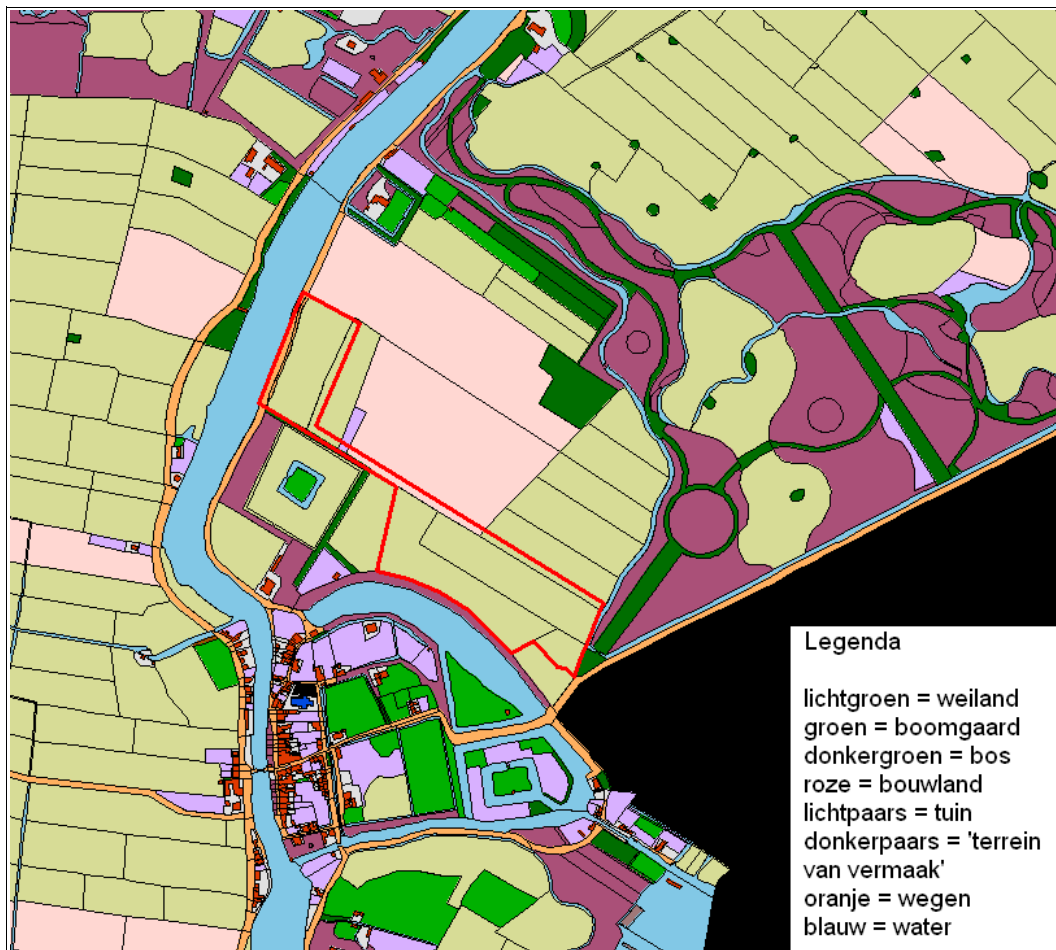 Legenda
lichtgroen = weiland
groen = boomgaard
donkergroen = bos
roze = bouwland
lichtpaars = tuin
donkerpaars = 'terrein
van vermaak'
oranje = wegen
blauw = water